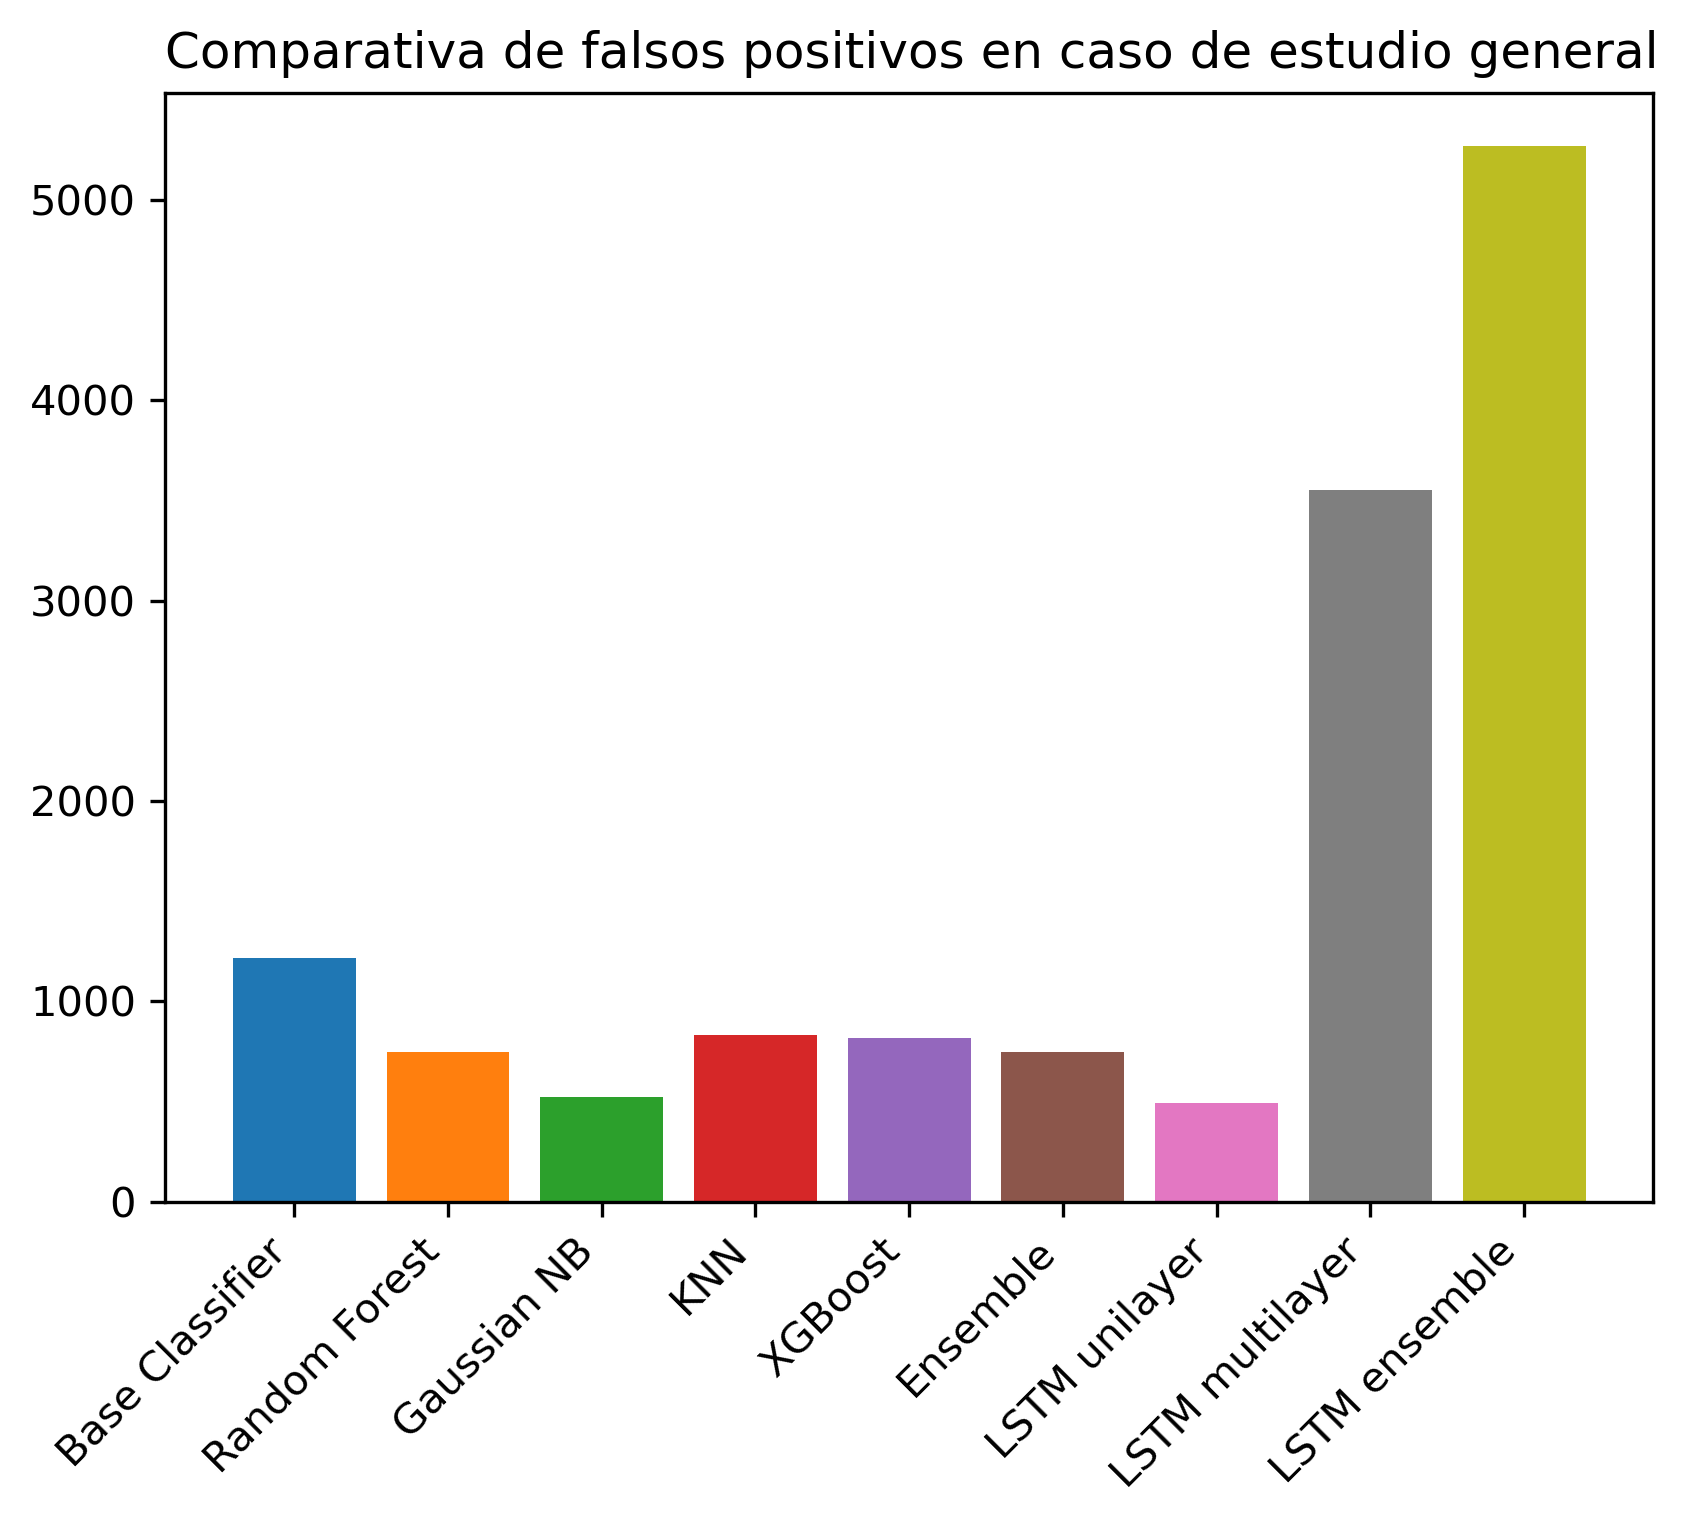 Comparativa de falsos positivos en caso de estudio general
5000
4000
3000
2000
1000
0
Base Classifier
Random Forest
Gaussian NB
KNN
XGBoost
Ensemble
LSTM unilayer
LSTM multilayer
LSTM ensemble